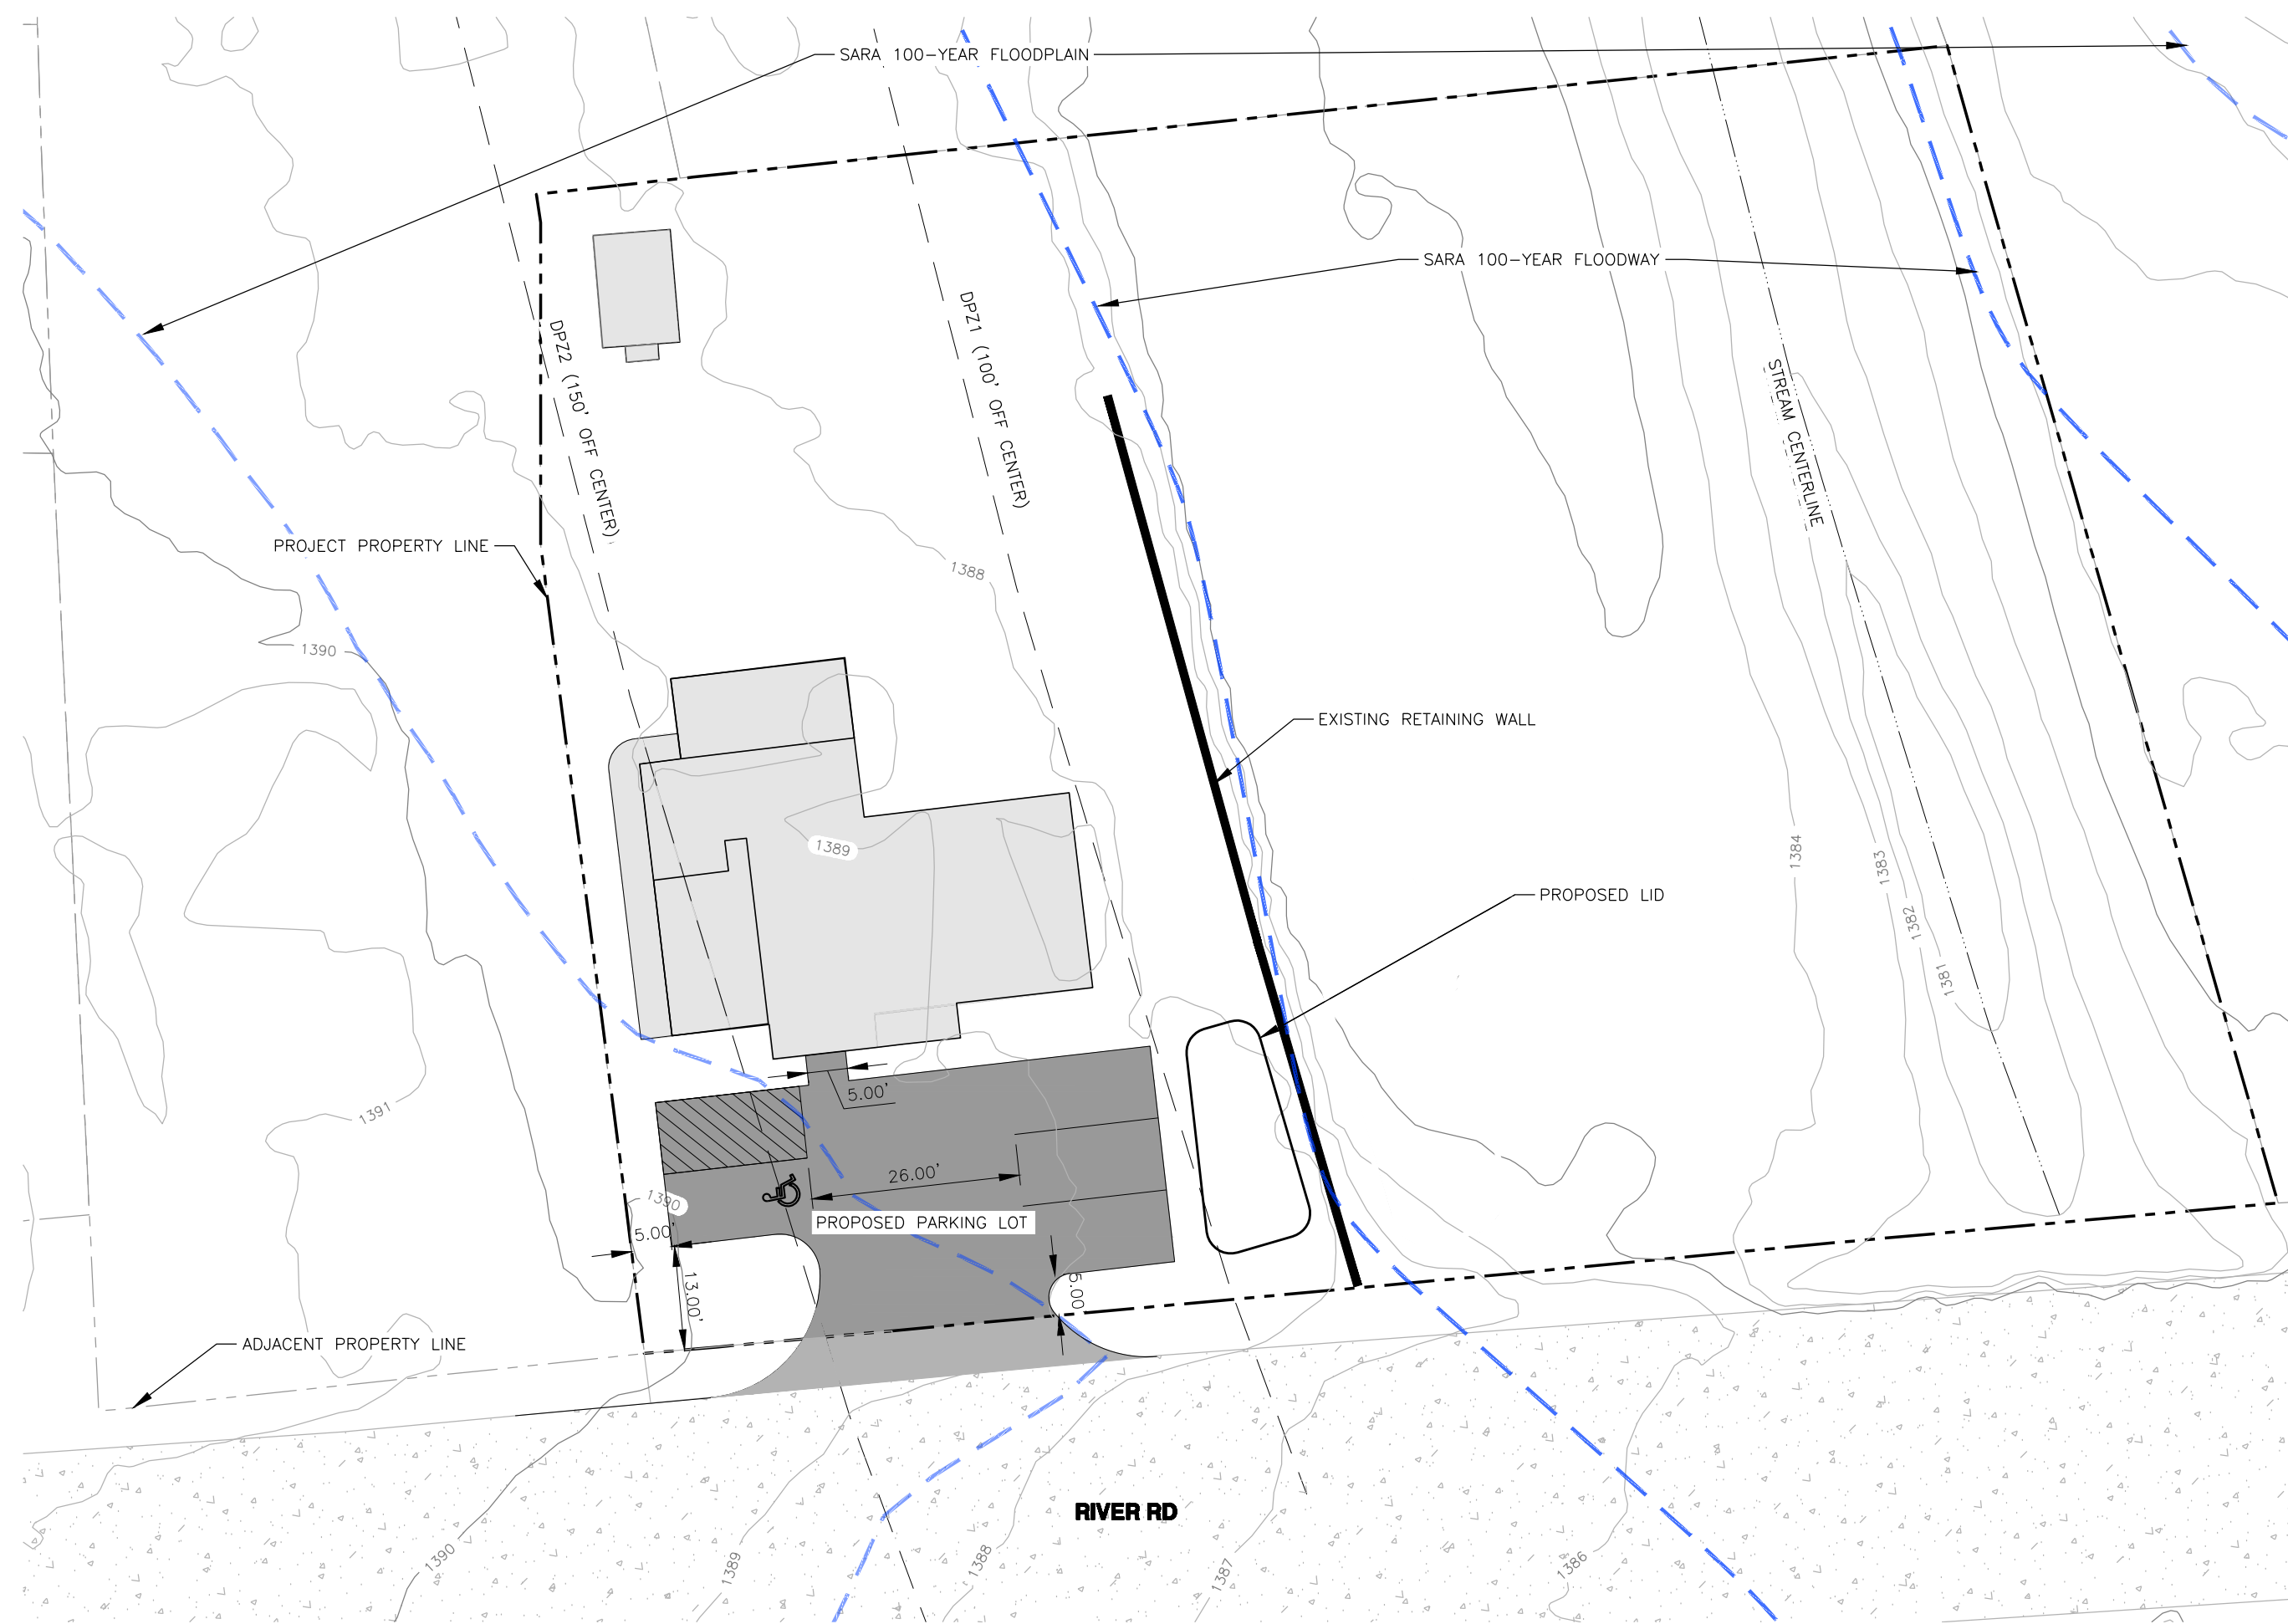 SARA 100-YEAR FLOODPLAIN
SARA 100-YEAR FLOODWAY
DPZ2 (150' OFF CENTER)
DPZ1 (100' OFF CENTER)
STREAM CENTERLINE
PROJECT PROPERTY LINE
1388
1390
EXISTING RETAINING WALL
1389
1384
1383
1382
1381
PROPOSED LID
5.00'
1391
26.00'
1390
PROPOSED PARKING LOT
5.00'
13.00'
5.00'
ADJACENT PROPERTY LINE
RIVER RD
1390
1389
1388
1387
1386